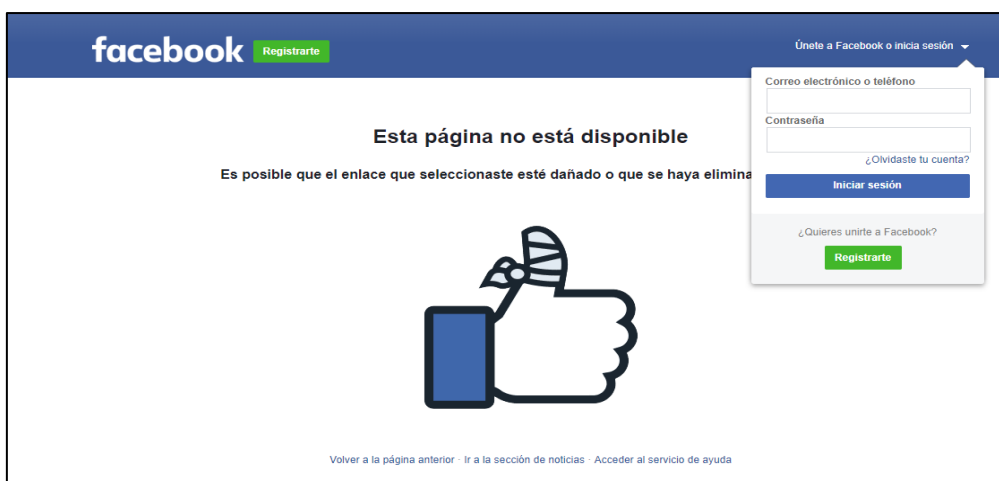 facebook Registrarte
Únete a Facebook o inicia sesión
Correo electrónico o teléfono
Contraseña
¿Olvidaste tu cuenta?
Iniciar sesión
¿Quieres unirte a Facebook?
Registrarte
Esta página no está disponible
Es posible que el enlace que seleccionaste esté dañado o que se haya elimina
Volver a la página anterior · Ir a la sección de noticias · Acceder al servicio de ayuda